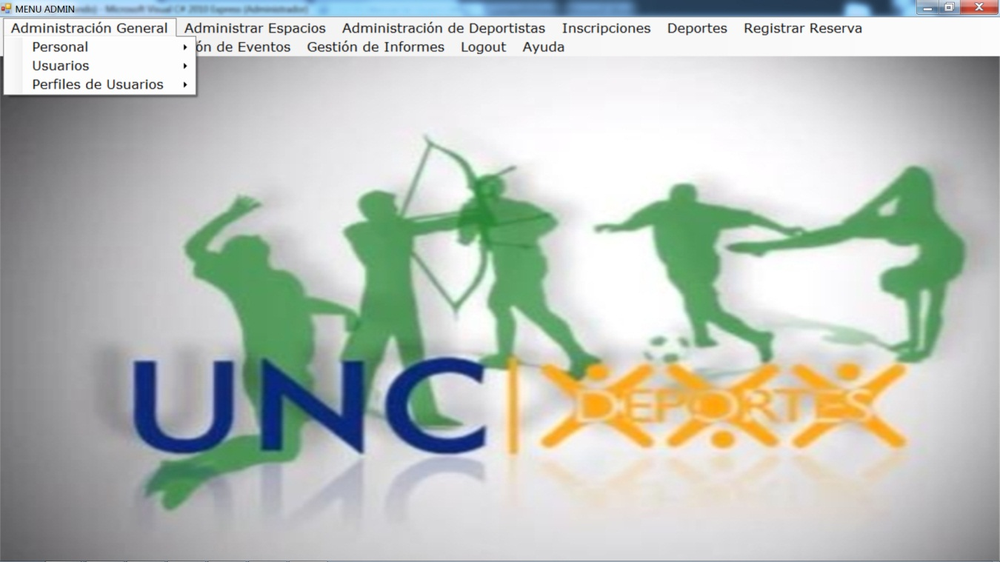 MENU ADMIN
ndo) - Microsoft Visual C# 2010 Express (Administrador)
Administración General Administrar Espacios Administración de Deportistas Inscripciones Deportes Registrar Reserva
ón de Eventos Gestión de Informes Logout Ayuda
Personal
Usuarios
Perfiles de Usuarios
UNC DEPORTES